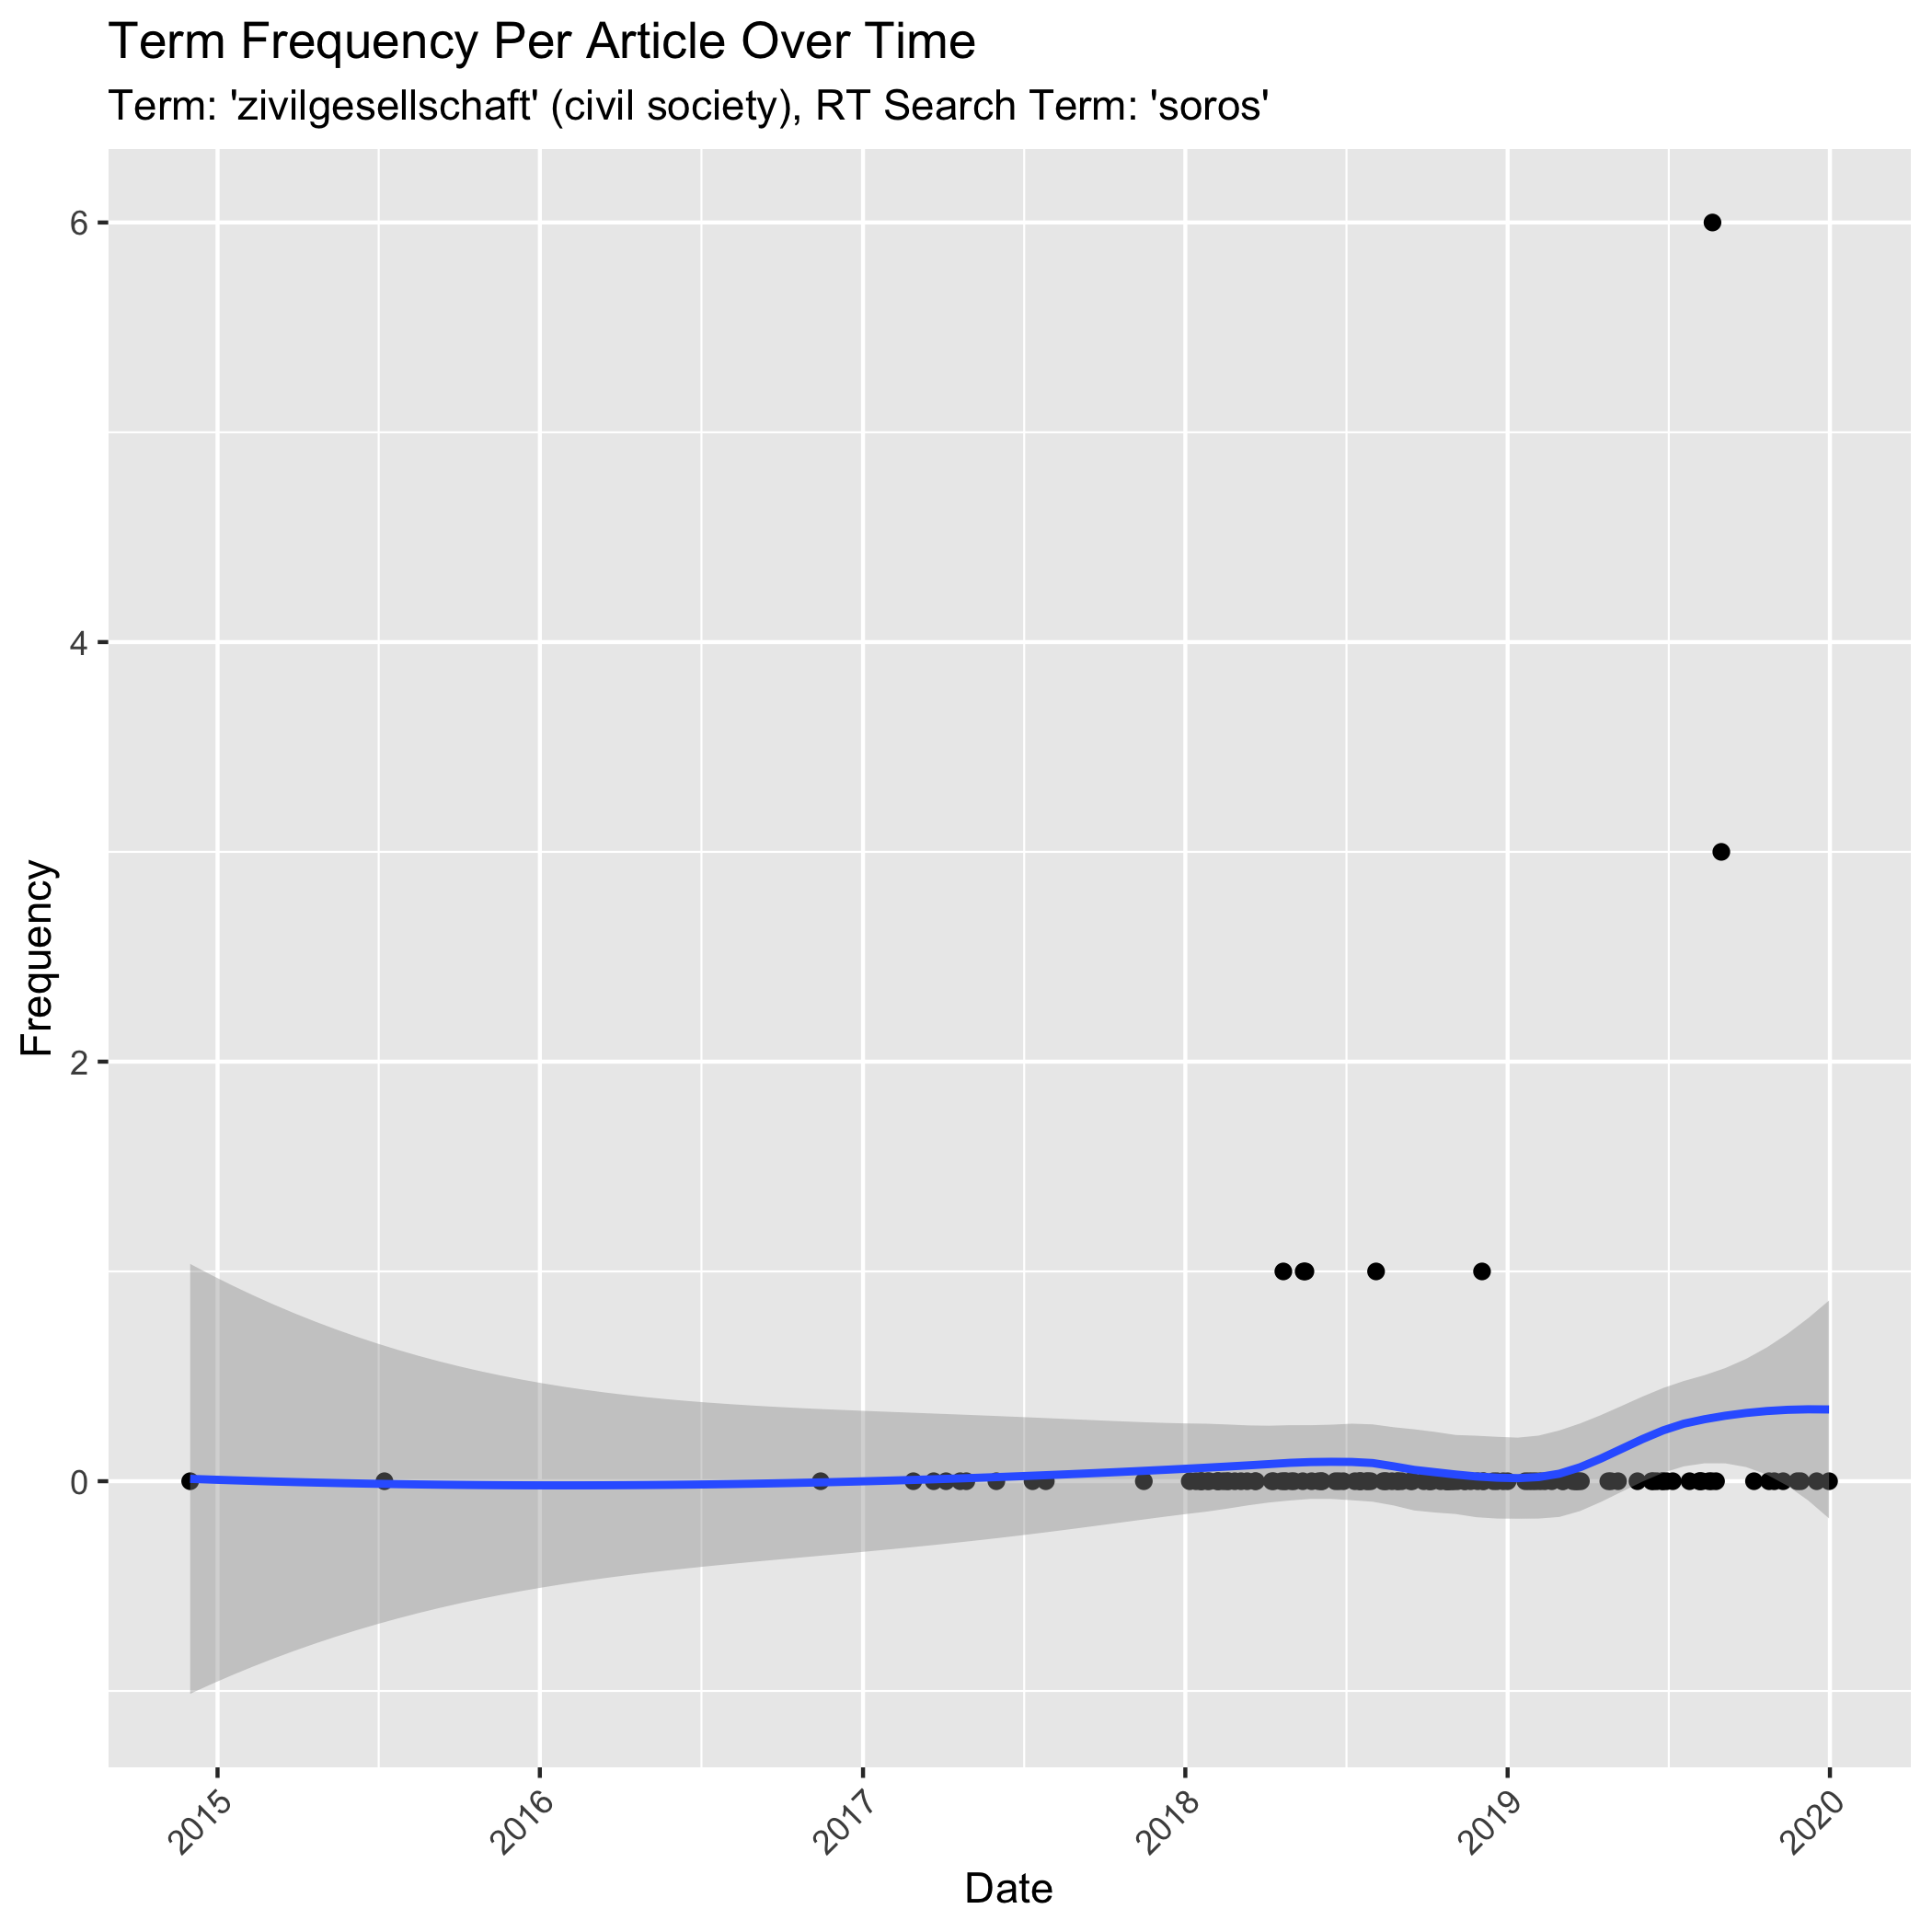 Term Frequency Per Article Over Time
Term: 'zivilgesellschaft' (civil society), RT Search Term: 'soros'
6
4
2
0
Frequency
2015
2016
2017
2018
2019
2020
Date